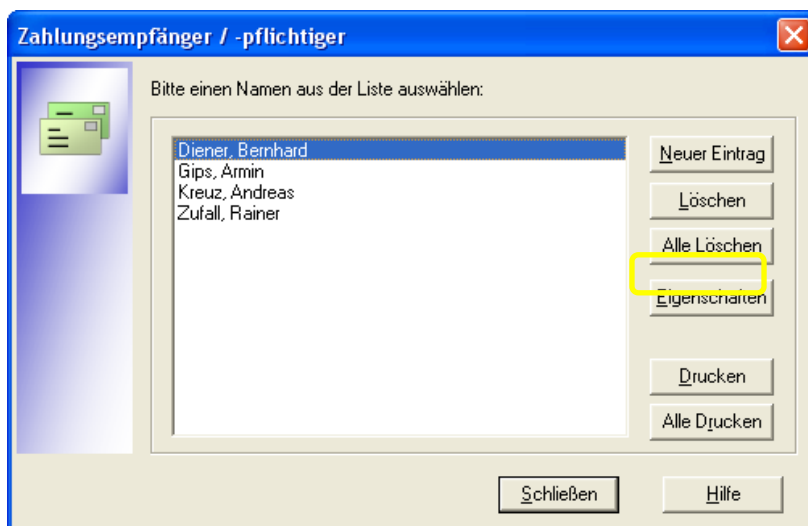 Zahlungsempfänger / -pflichtiger
Bitte einen Namen aus der Liste auswählen:
Diener, Bernhard
Gips, Armin
Kreuz, Andreas
Zufall, Rainer
Neuer Eintrag
Löschen
Alle Löschen
Eigenschaften
Drucken
Alle Drucken
Schließen
Hilfe